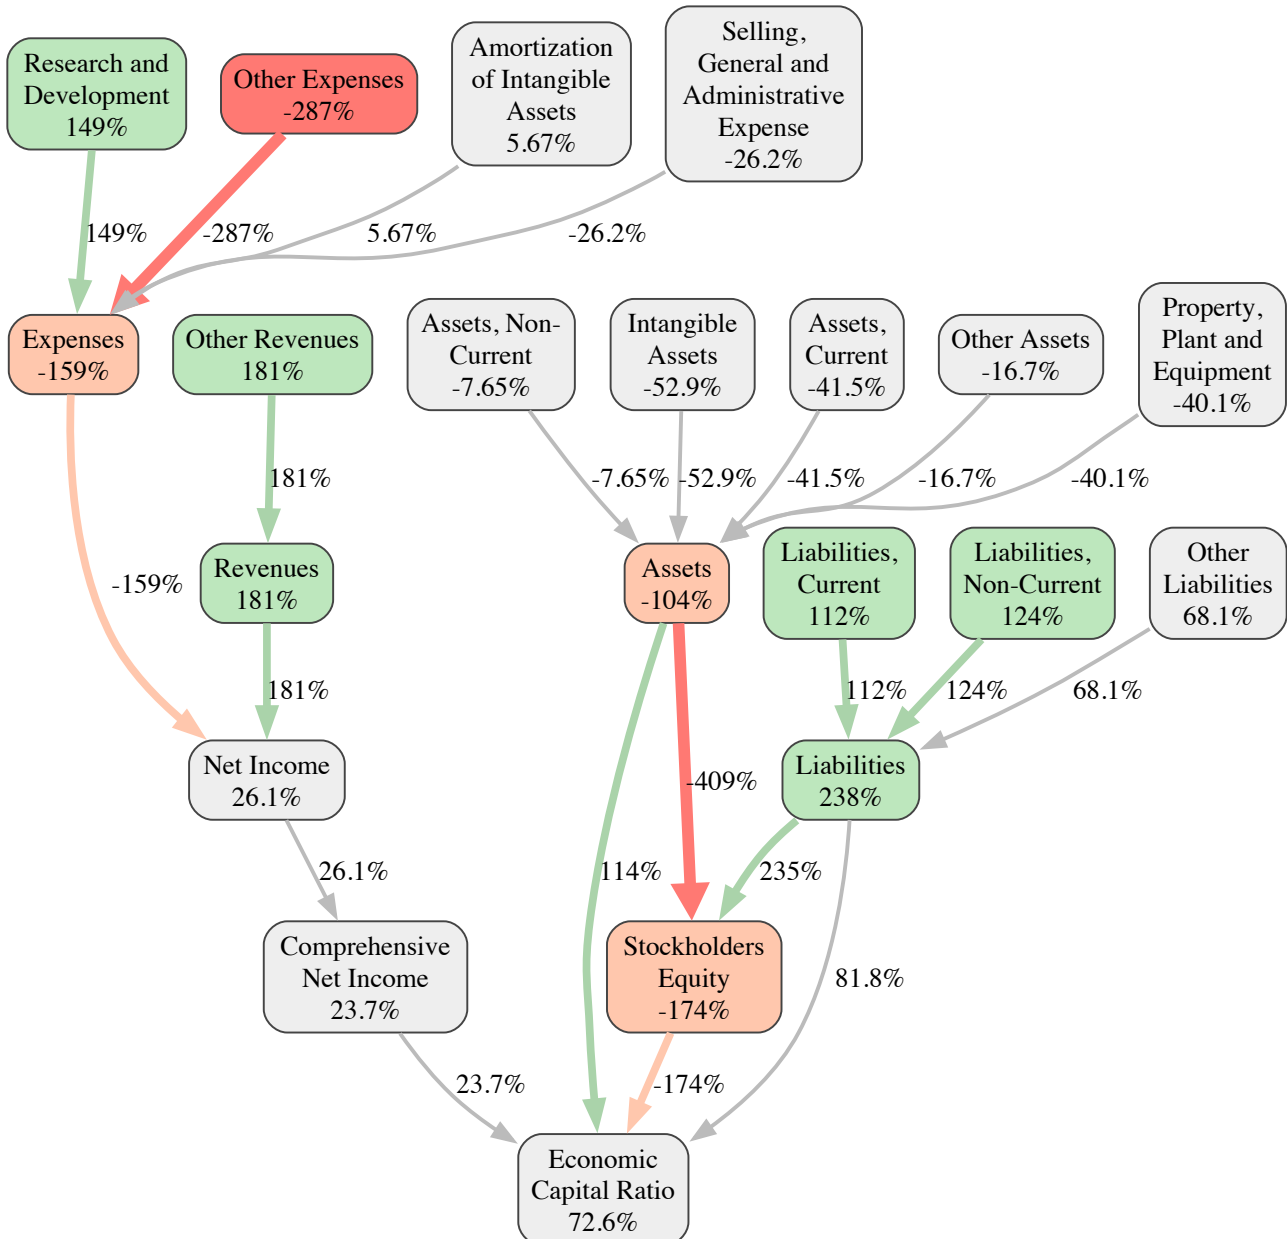 Research and
Development
149%
Other Expenses
-287%
Amortization
of Intangible
Assets
5.67%
Selling,
General and
Administrative
Expense
-26.2%
149%
-287%
5.67%
-26.2%
Expenses
-159%
Other Revenues
181%
Assets, Non-
Current
-7.65%
Intangible
Assets
-52.9%
Assets,
Current
-41.5%
Other Assets
-16.7%
Property,
Plant and
Equipment
-40.1%
181%
-7.65%
-52.9%
-41.5%
-16.7%
-40.1%
-159%
Revenues
181%
Assets
-104%
Liabilities,
Current
112%
Liabilities,
Non-Current
124%
Other
Liabilities
68.1%
181%
112%
124%
68.1%
Net Income
26.1%
-409%
Liabilities
238%
26.1%
114%
235%
Comprehensive
Net Income
23.7%
Stockholders
Equity
-174%
81.8%
23.7%
-174%
Economic
Capital Ratio
72.6%